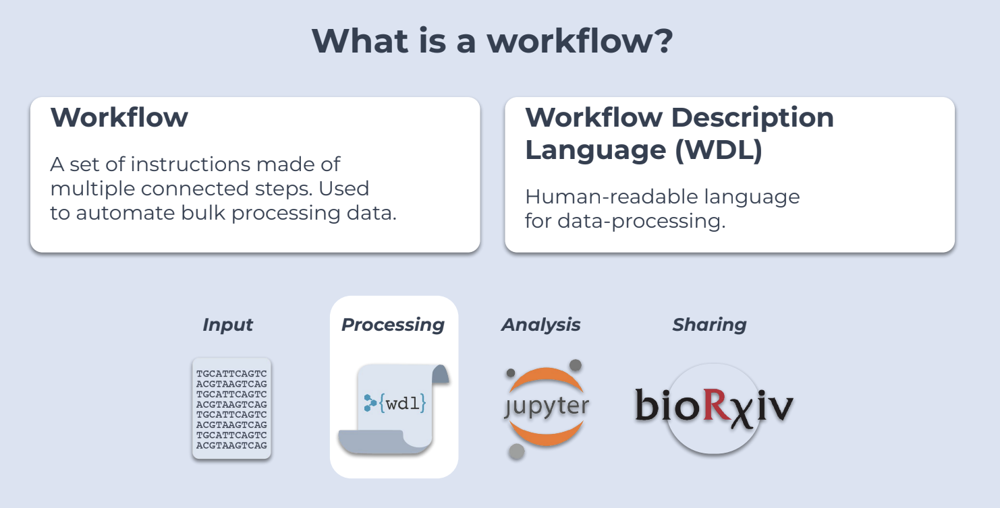 What is a workflow?
Workflow
A set of instructions made of
multiple connected steps. Used
to automate bulk processing data.
Workflow Description
Language (WDL)
Human-readable language
for data-processing.
Input
Processing
Analysis
Sharing
TGCATTCAGTC
ACGTAAGTCAG
TGCATTCAGTC
ACGTAAGTCAG
TGCATTCAGTC
ACGTAAGTCAG
TGCATTCAGTC
ACGTAAGTCAG
{wdl}
jupyter
bioRχiv